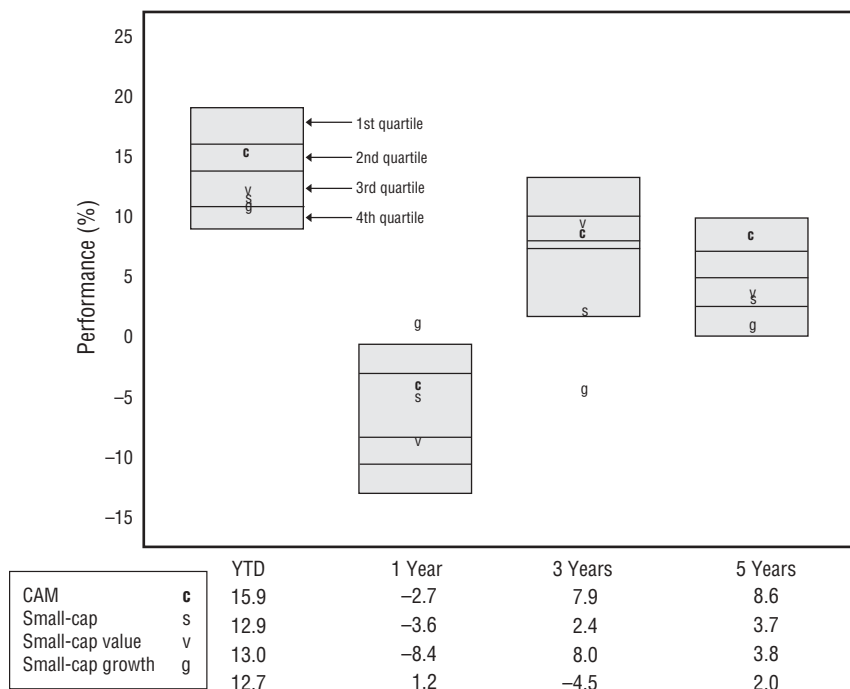 25
20
15
10
5
0
–5
–10
–15
Performance (%)
1st quartile
2nd quartile
3rd quartile
4th quartile
c
v
s
g
g
c
s
v
v
c
s
g
c
v
s
g
YTD 1 Year 3 Years 5 Years
CAM c 15.9 –2.7 7.9 8.6
Small-cap s 12.9 –3.6 2.4 3.7
Small-cap value v 13.0 –8.4 8.0 3.8
Small-cap growth g 12.7 1.2 –4.5 2.0